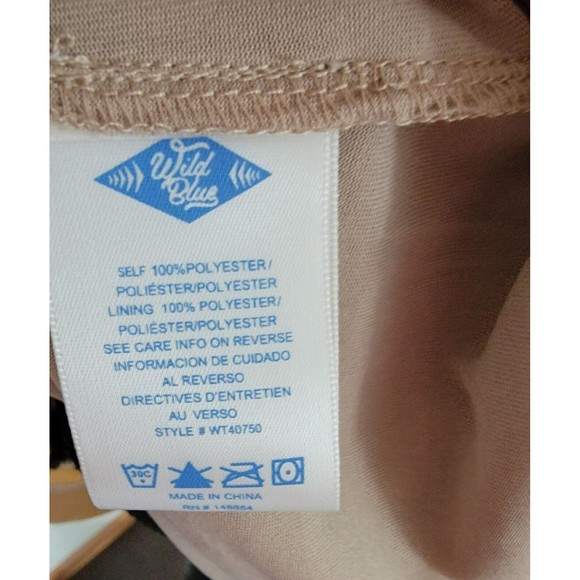 Wild
Blue
SELF 100%POLYESTER/
POLIÉSTER/POLYESTER
LINING 100% POLYESTER/
POLIÉSTER/POLYESTER
SEE CARE INFO ON REVERSE
INFORMACION DE CUIDADO
AL REVERSO
DIRECTIVES D'ENTRETIEN
AU VERSO
STYLE # WT40750
30C
MADE IN CHINA
RN #